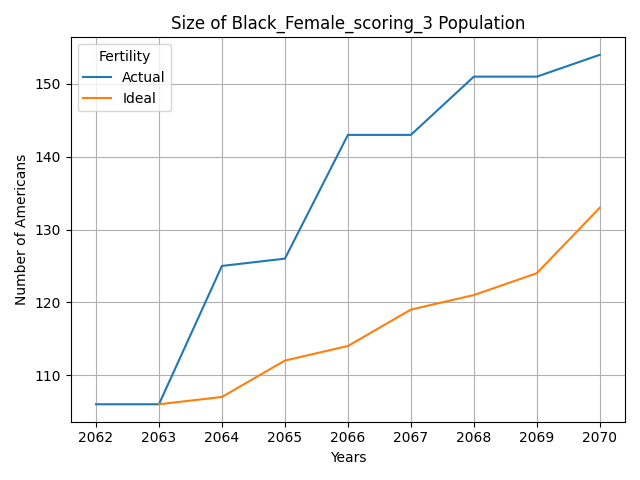 Size of Black_Female_scoring_3 Population
Fertility
Actual
Ideal
Number of Americans
150
140
130
120
110
2062 2063 2064 2065 2066 2067 2068 2069 2070
Years